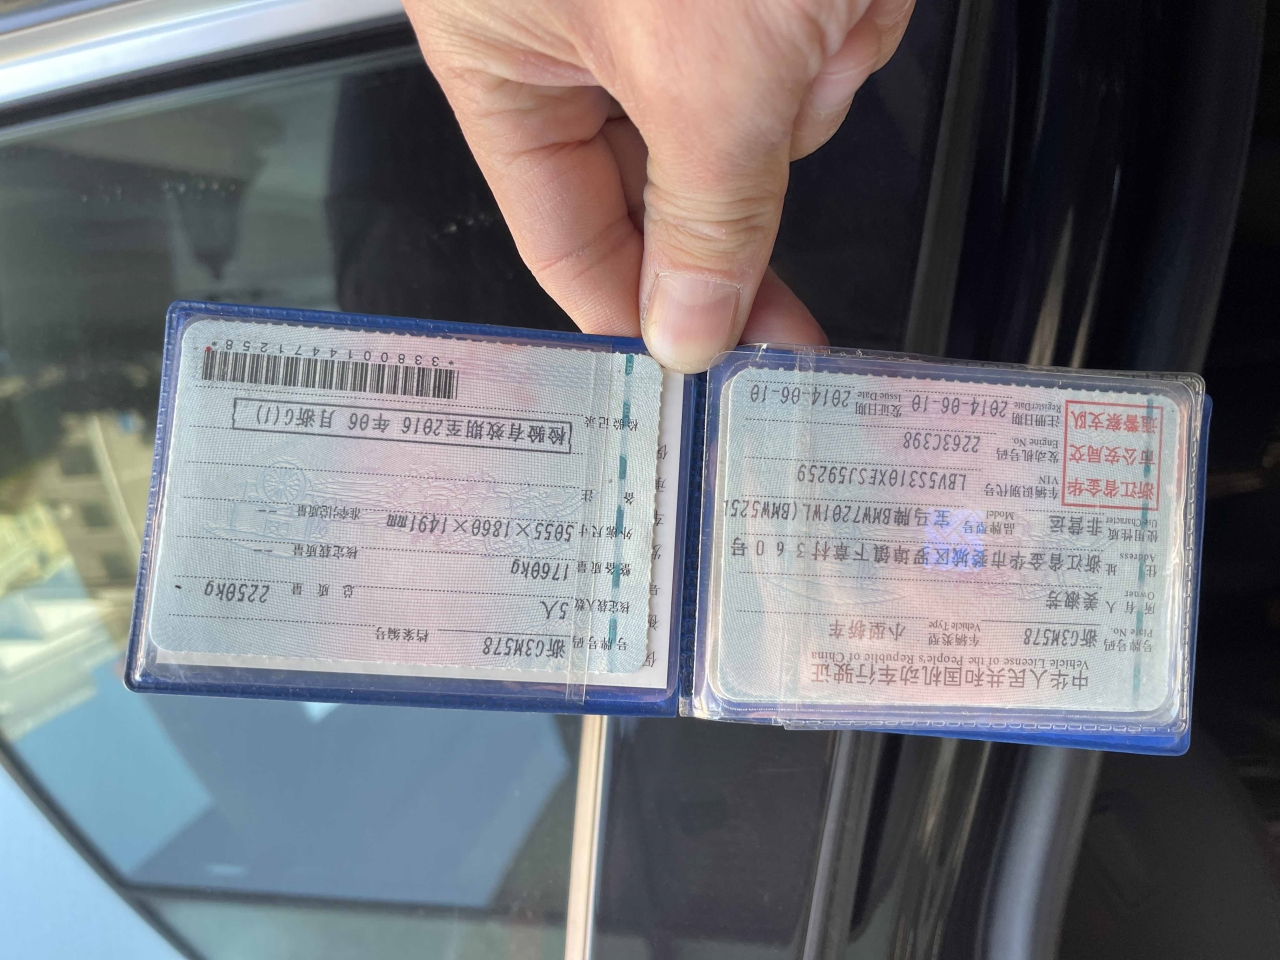 中华人民共和国机动车行驶证
Vehicle License of the People's Republic of China
号牌号码 浙G3M578 车辆类型 小型轿车
Plate No. Vehicle Type
所有人 姜淑芳
Owner
住址 浙江省金华市婺城区罗埠镇下章村360号
Address
使用性质 非营运 品牌型号 宝马牌BMW7201WL(BMW525L
Use Character Model
浙江省金华
市公安局交
通警察支队
车辆识别代号 LBV5S310XESJ59259
VIN
发动机号码 2263C398
Engine No.
注册日期 2014-06-10 发证日期 2014-06-10
Register Date Issue Date
号牌号码 浙G3M578 档案编号
核定载人数 5人 总质量 2250kg
整备质量 1760kg 核定载质量 --
外廓尺寸 5055×1860×1491mm 准牵引总质量 --
备注
检验记录 检验有效期至2016年06月浙G(1)
*3380014471258*